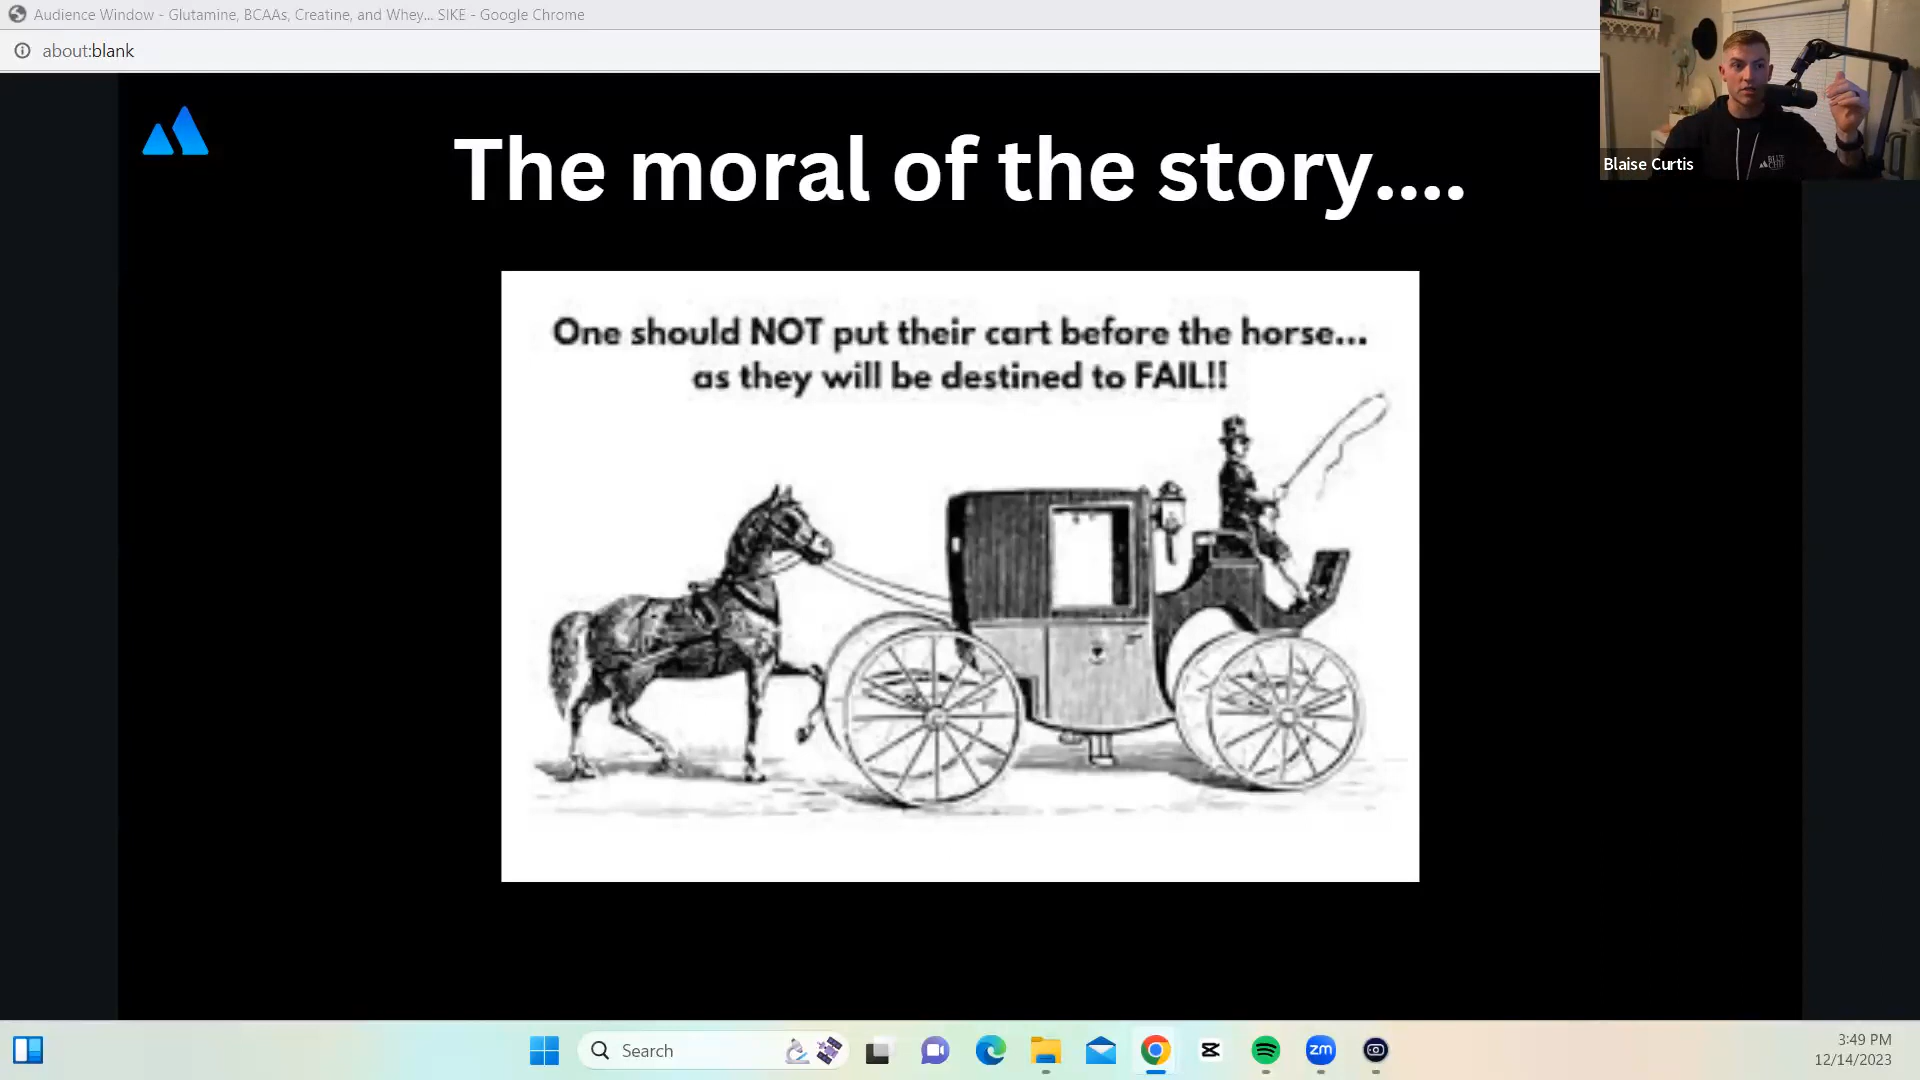 Audience Window - Glutamine, BCAAs, Creatine, and Whey... SIKE - Google Chrome
about:blank
Blaise Curtis
The moral of the story....
One should NOT put their cart before the horse...
as they will be destined to FAIL!!
Search
zm
3:49 PM
12/14/2023